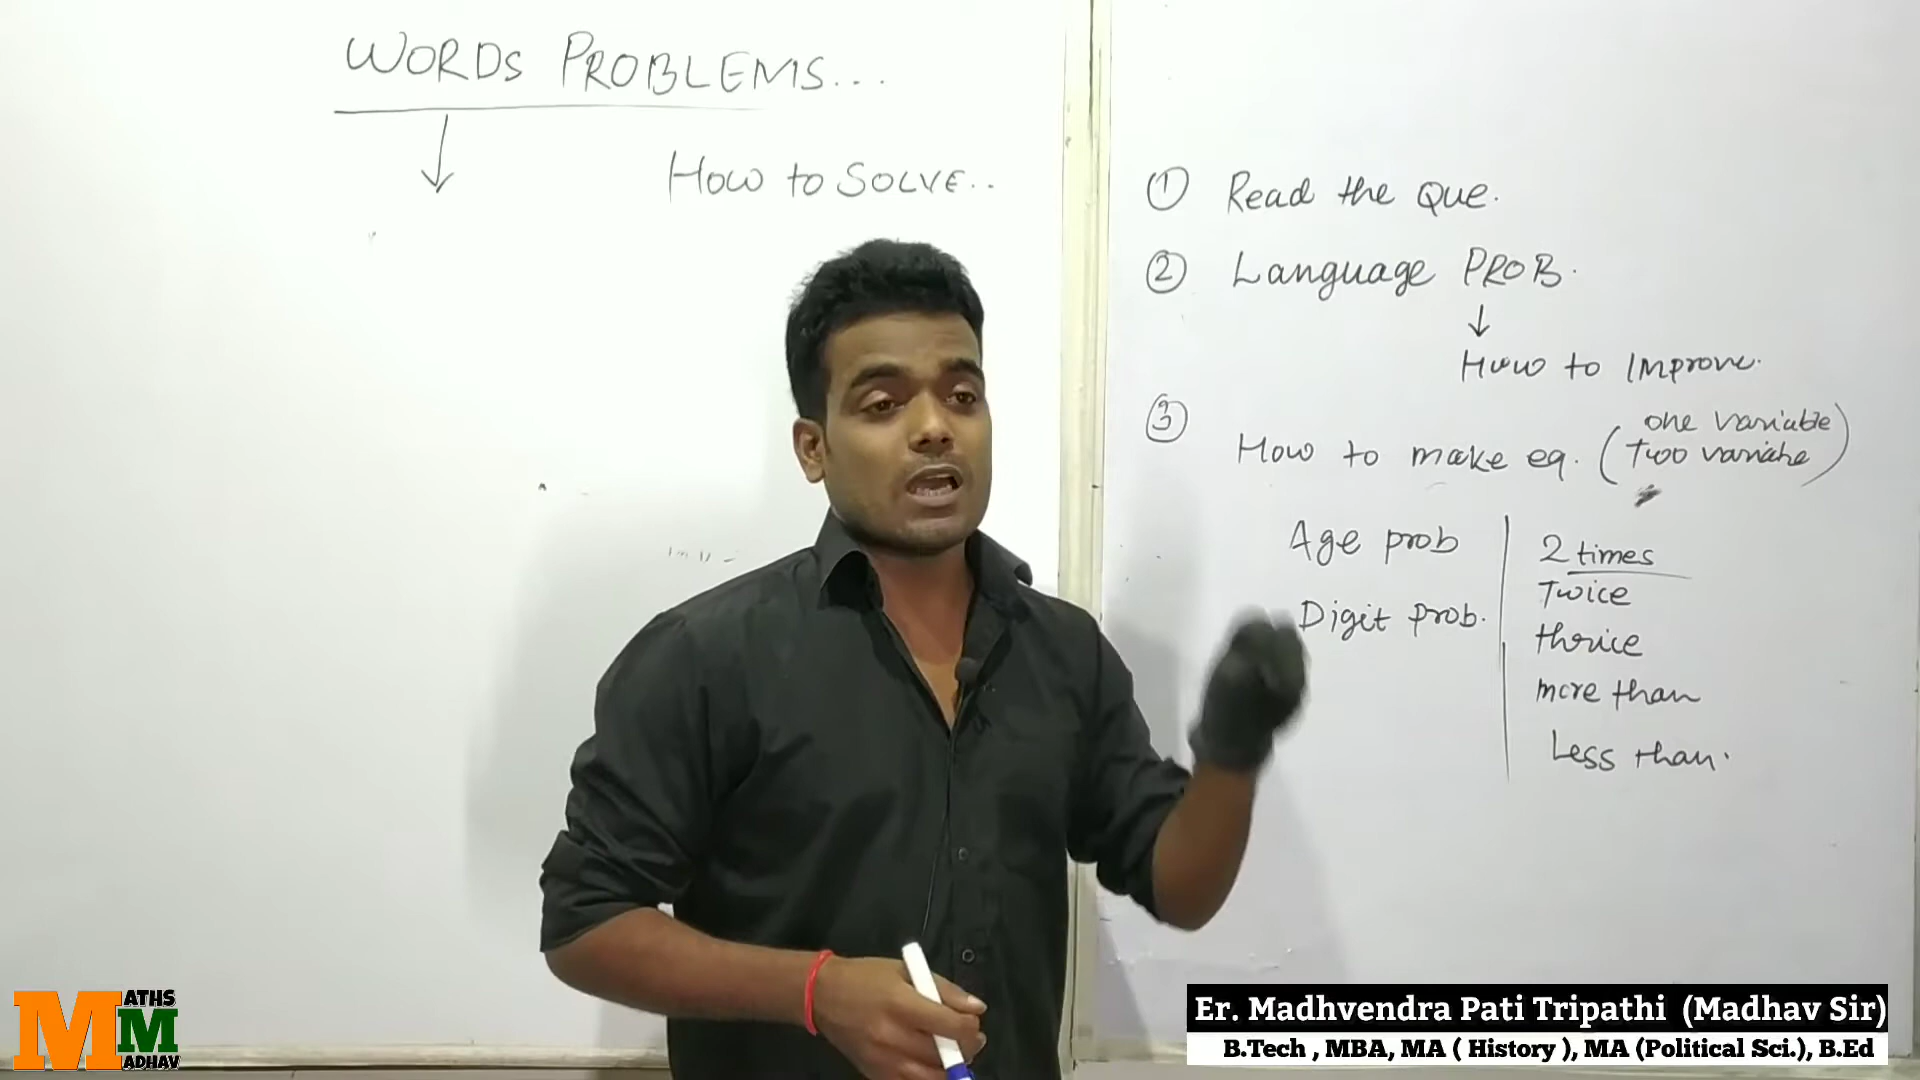 WORDS PROBLEMS...
HOW to SOLVE..
① Read the Que.
② Language PROB.
How to Improve.
③
How to make eq. (one variable
Two variable)
Age prob
Digit prob.
2 times
Twice
thrice
more than
Less than.
MATHS
MADHAV
Er. Madhvendra Pati Tripathi (Madhav Sir)
B.Tech , MBA, MA ( History ), MA (Political Sci.), B.Ed